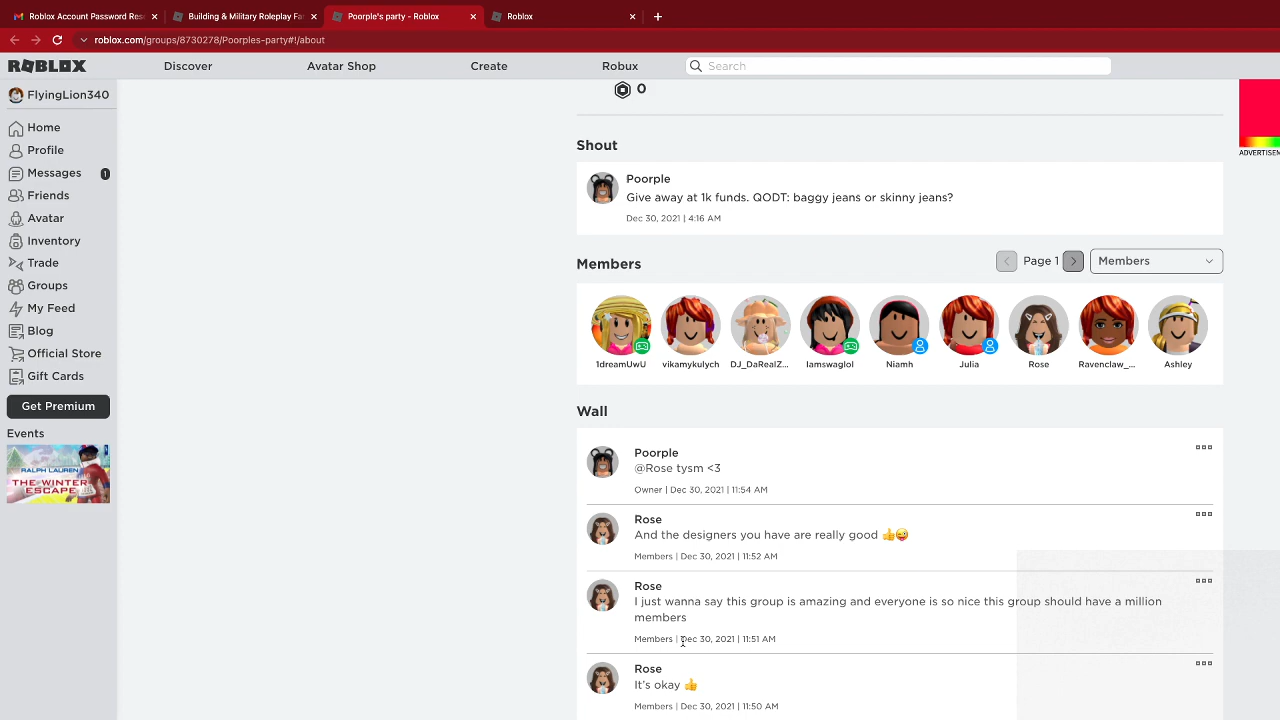 Roblox Account Password Res
Building & Military Roleplay Fa
Poorple's party - Roblox
Roblox
roblox.com/groups/8730278/Poorples-party#!/about
ROBLOX
Discover
Avatar Shop
Create
Robux
Search
FlyingLion340
Home
Profile
Messages
1
Friends
Avatar
Inventory
Trade
Groups
My Feed
Blog
Official Store
Gift Cards
Get Premium
Events
RALPH LAUREN
THE WINTER
ESCAPE
0
ADVERTISEM
Shout
Poorple
Give away at 1k funds. QODT: baggy jeans or skinny jeans?
Dec 30, 2021 | 4:16 AM
Members
Page 1
Members
1dreamUwU
vikamykulych
DJ_DaRealZ...
Iamswaglol
Niamh
Julia
Rose
Ravenclaw_...
Ashley
Wall
Poorple
@Rose tysm <3
Owner | Dec 30, 2021 | 11:54 AM
Rose
And the designers you have are really good 👍😜
Members | Dec 30, 2021 | 11:52 AM
Rose
I just wanna say this group is amazing and everyone is so nice this group should have a million
members
Members | Dec 30, 2021 | 11:51 AM
Rose
It's okay 👍
Members | Dec 30, 2021 | 11:50 AM